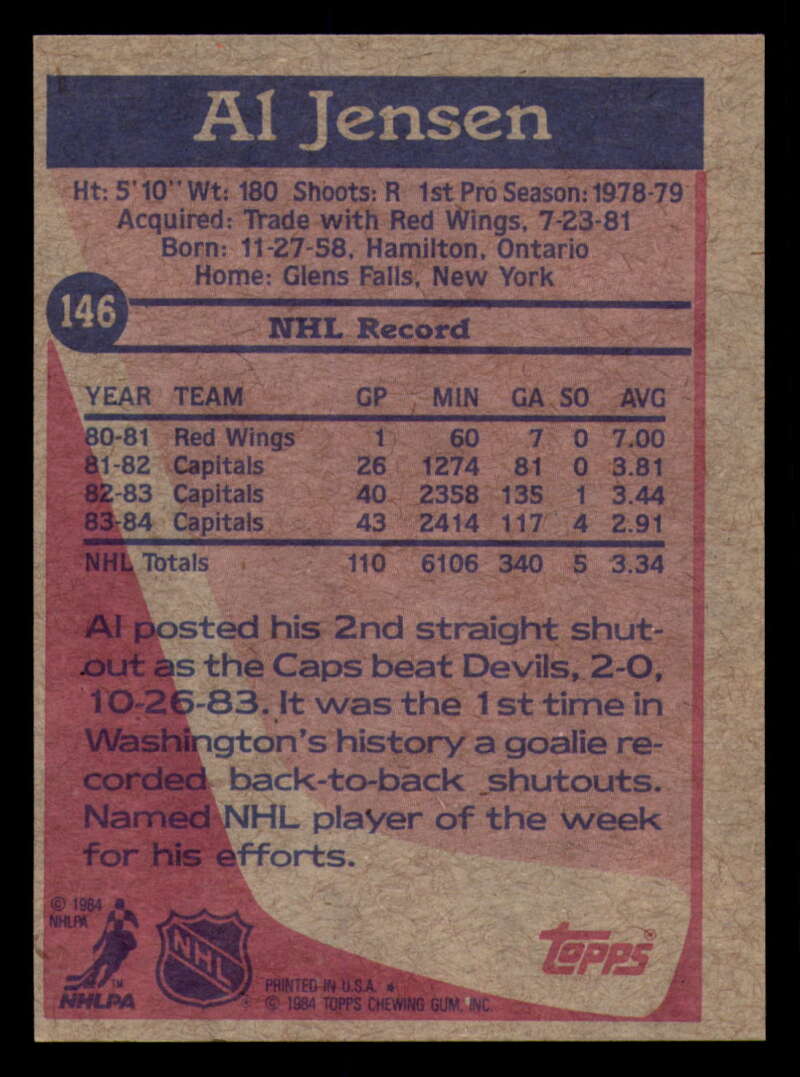 Al Jensen
Ht: 5'10" Wt: 180 Shoots: R 1st Pro Season: 1978-79
Acquired: Trade with Red Wings, 7-23-81
Born: 11-27-58, Hamilton, Ontario
Home: Glens Falls, New York
146
NHL Record
YEAR TEAM GP MIN GA SO AVG
80-81 Red Wings 1 60 7 0 7.00
81-82 Capitals 26 1274 81 0 3.81
82-83 Capitals 40 2358 135 1 3.44
83-84 Capitals 43 2414 117 4 2.91
NHL Totals 110 6106 340 5 3.34
Al posted his 2nd straight shut-
out as the Caps beat Devils, 2-0,
10-26-83. It was the 1st time in
Washington's history a goalie re-
corded back-to-back shutouts.
Named NHL player of the week
for his efforts.
© 1984
NHLPA
TM
NHLPA
NHL
®
TOPPS®
PRINTED IN U.S.A. *
© 1984 TOPPS CHEWING GUM, INC.